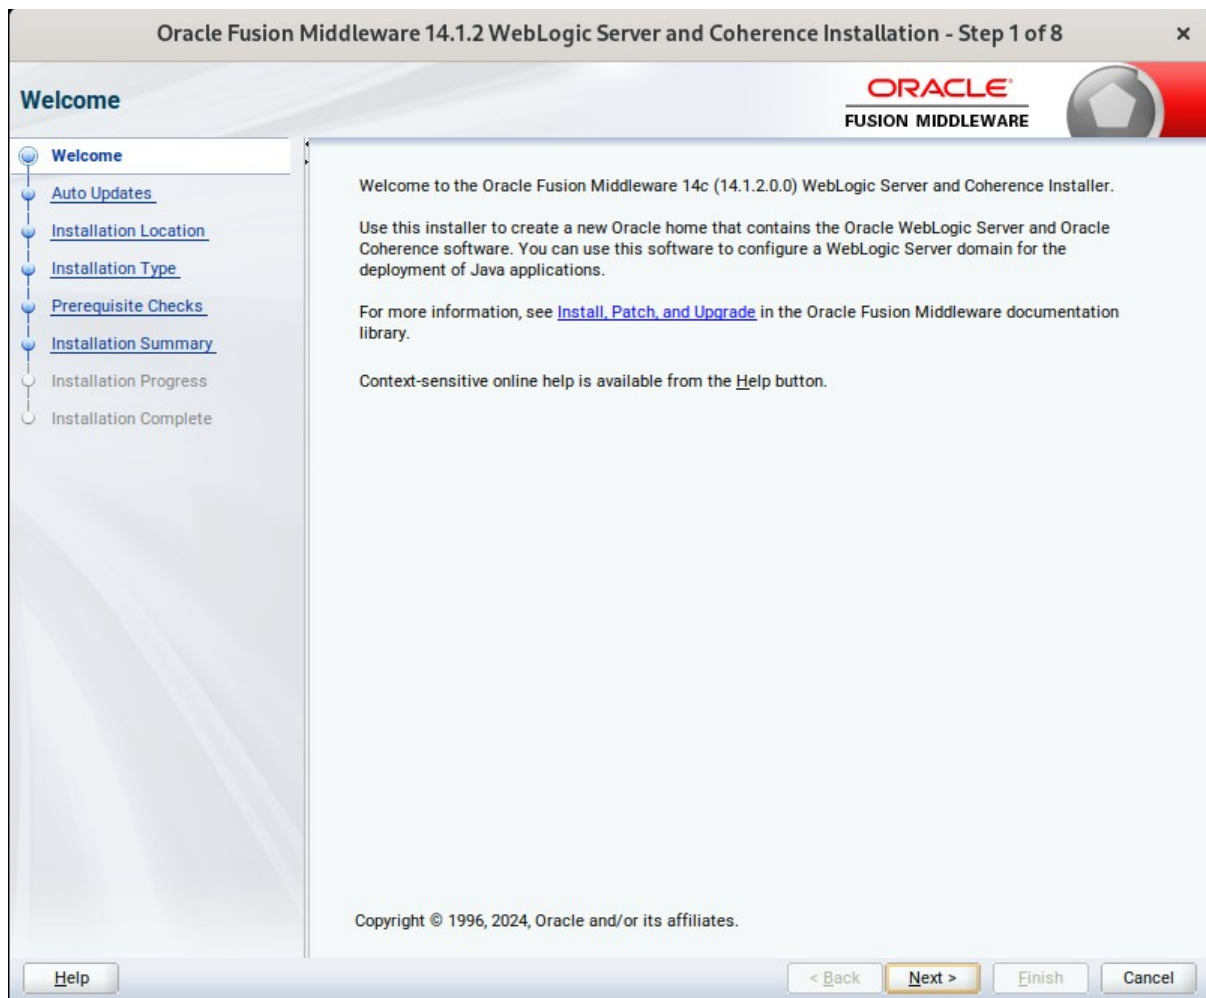 Oracle Fusion Middleware 14.1.2 WebLogic Server and Coherence Installation - Step 1 of 8
Welcome
ORACLE
FUSION MIDDLEWARE
Welcome
Auto Updates
Installation Location
Installation Type
Prerequisite Checks
Installation Summary
Installation Progress
Installation Complete
Welcome to the Oracle Fusion Middleware 14c (14.1.2.0.0) WebLogic Server and Coherence Installer.
Use this installer to create a new Oracle home that contains the Oracle WebLogic Server and Oracle
Coherence software. You can use this software to configure a WebLogic Server domain for the
deployment of Java applications.
For more information, see Install, Patch, and Upgrade in the Oracle Fusion Middleware documentation
library.
Context-sensitive online help is available from the Help button.
Copyright © 1996, 2024, Oracle and/or its affiliates.
Help
< Back
Next >
Finish
Cancel